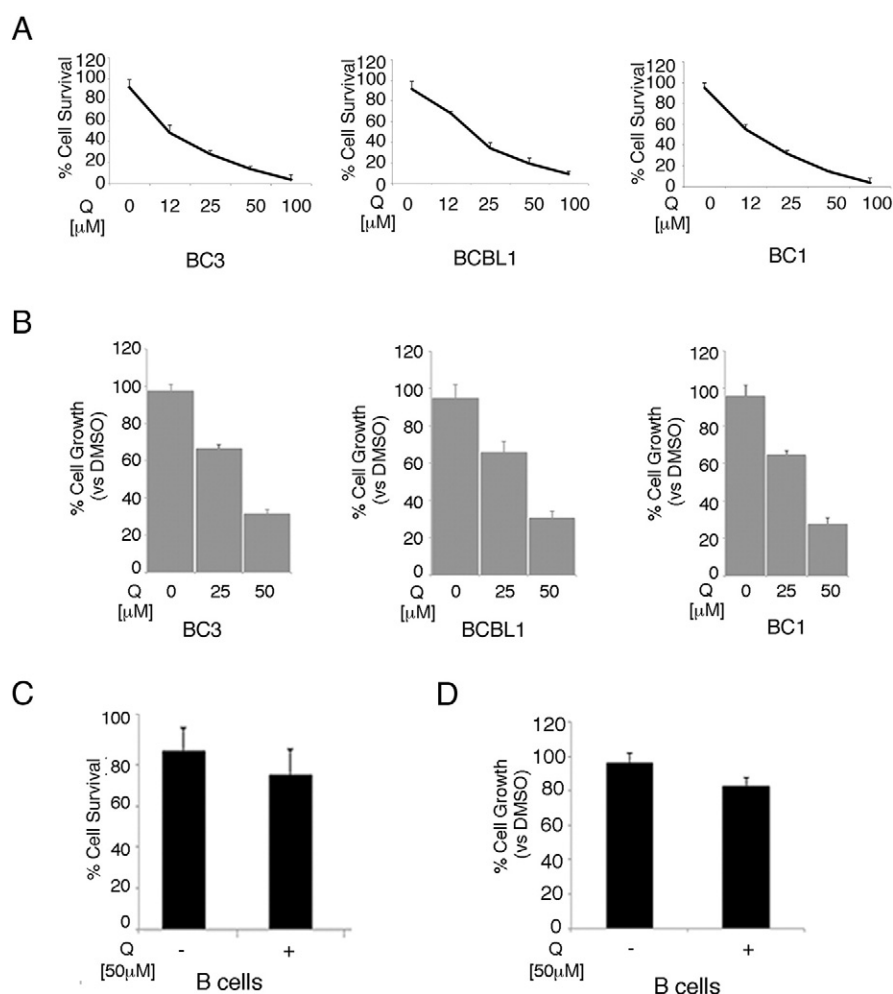 A
% Cell Survival
120
100
80
60
40
20
0
Q
[µM]
0 12 25 50 100
BC3
% Cell Survival
120
100
80
60
40
20
0
Q
[µM]
0 12 25 50 100
BCBL1
% Cell Survival
120
100
80
60
40
20
0
Q
[µM]
0 12 25 50 100
BC1
B
% Cell Growth
(vs DMSO)
120
100
80
60
40
20
0
Q
[µM]
0 25 50
BC3
% Cell Growth
(vs DMSO)
120
100
80
60
40
20
0
Q
[µM]
0 25 50
BCBL1
% Cell Growth
(vs DMSO)
120
100
80
60
40
20
0
Q
[µM]
0 25 50
BC1
C
% Cell Survival
100
80
60
40
20
0
Q
[50µM]
- +
B cells
D
% Cell Growth
(vs DMSO)
120
100
80
60
40
20
0
Q
[50µM]
- +
B cells